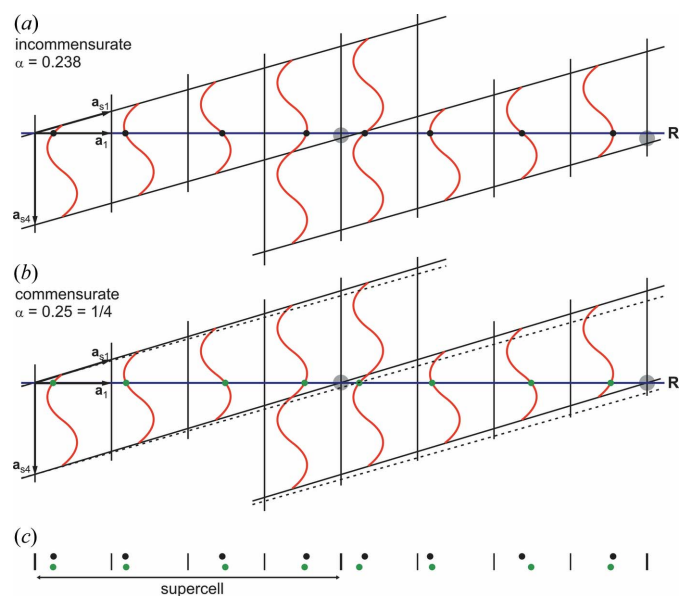 (a)
incommensurate
α = 0.238
a_s1
a_1
R
a_s4
(b)
commensurate
α = 0.25 = 1/4
a_s1
a_1
R
a_s4
(c)
supercell